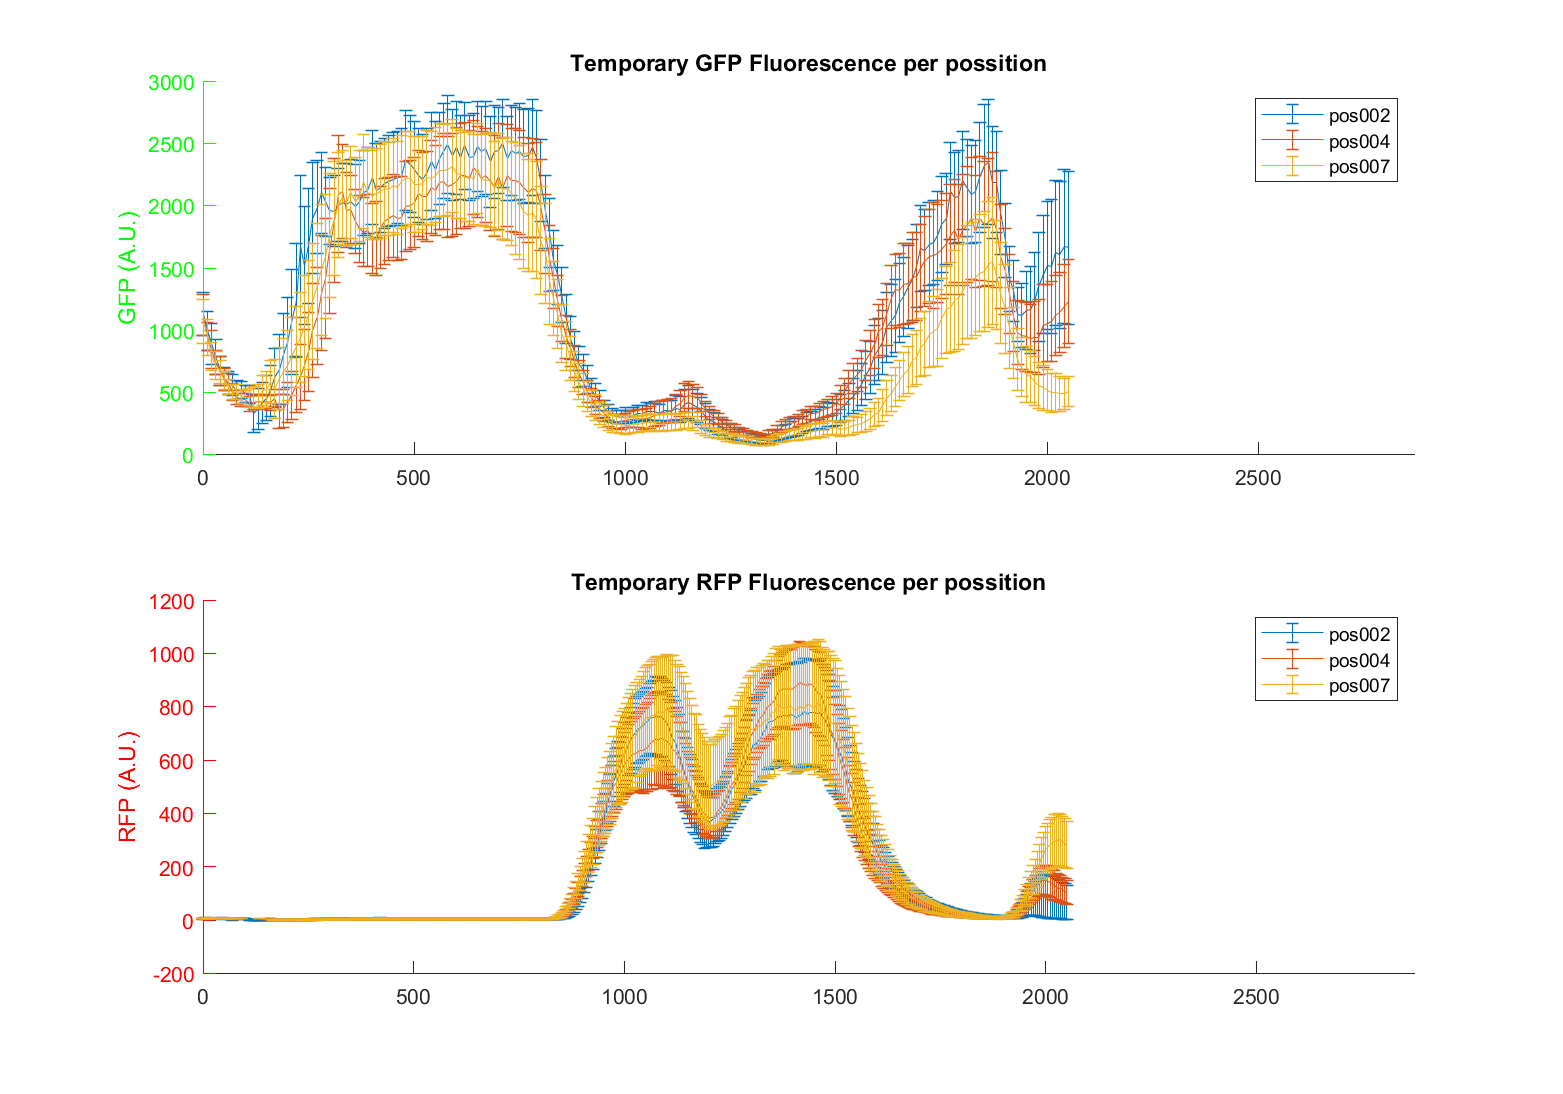 Temporary GFP Fluorescence per possition
GFP (A.U.)
3000
2500
2000
1500
1000
500
0
0 500 1000 1500 2000 2500
pos002
pos004
pos007
Temporary RFP Fluorescence per possition
RFP (A.U.)
1200
1000
800
600
400
200
0
-200
0 500 1000 1500 2000 2500
pos002
pos004
pos007